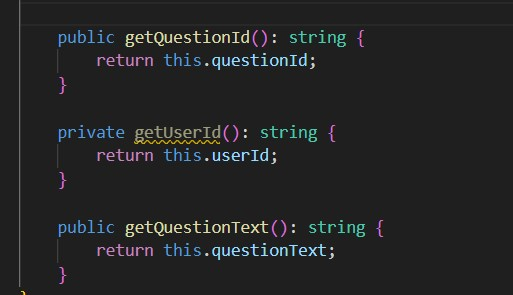 public getQuestionId(): string {
return this.questionId;
}
private getUserId(): string {
return this.userId;
}
public getQuestionText(): string {
return this.questionText;
}
}